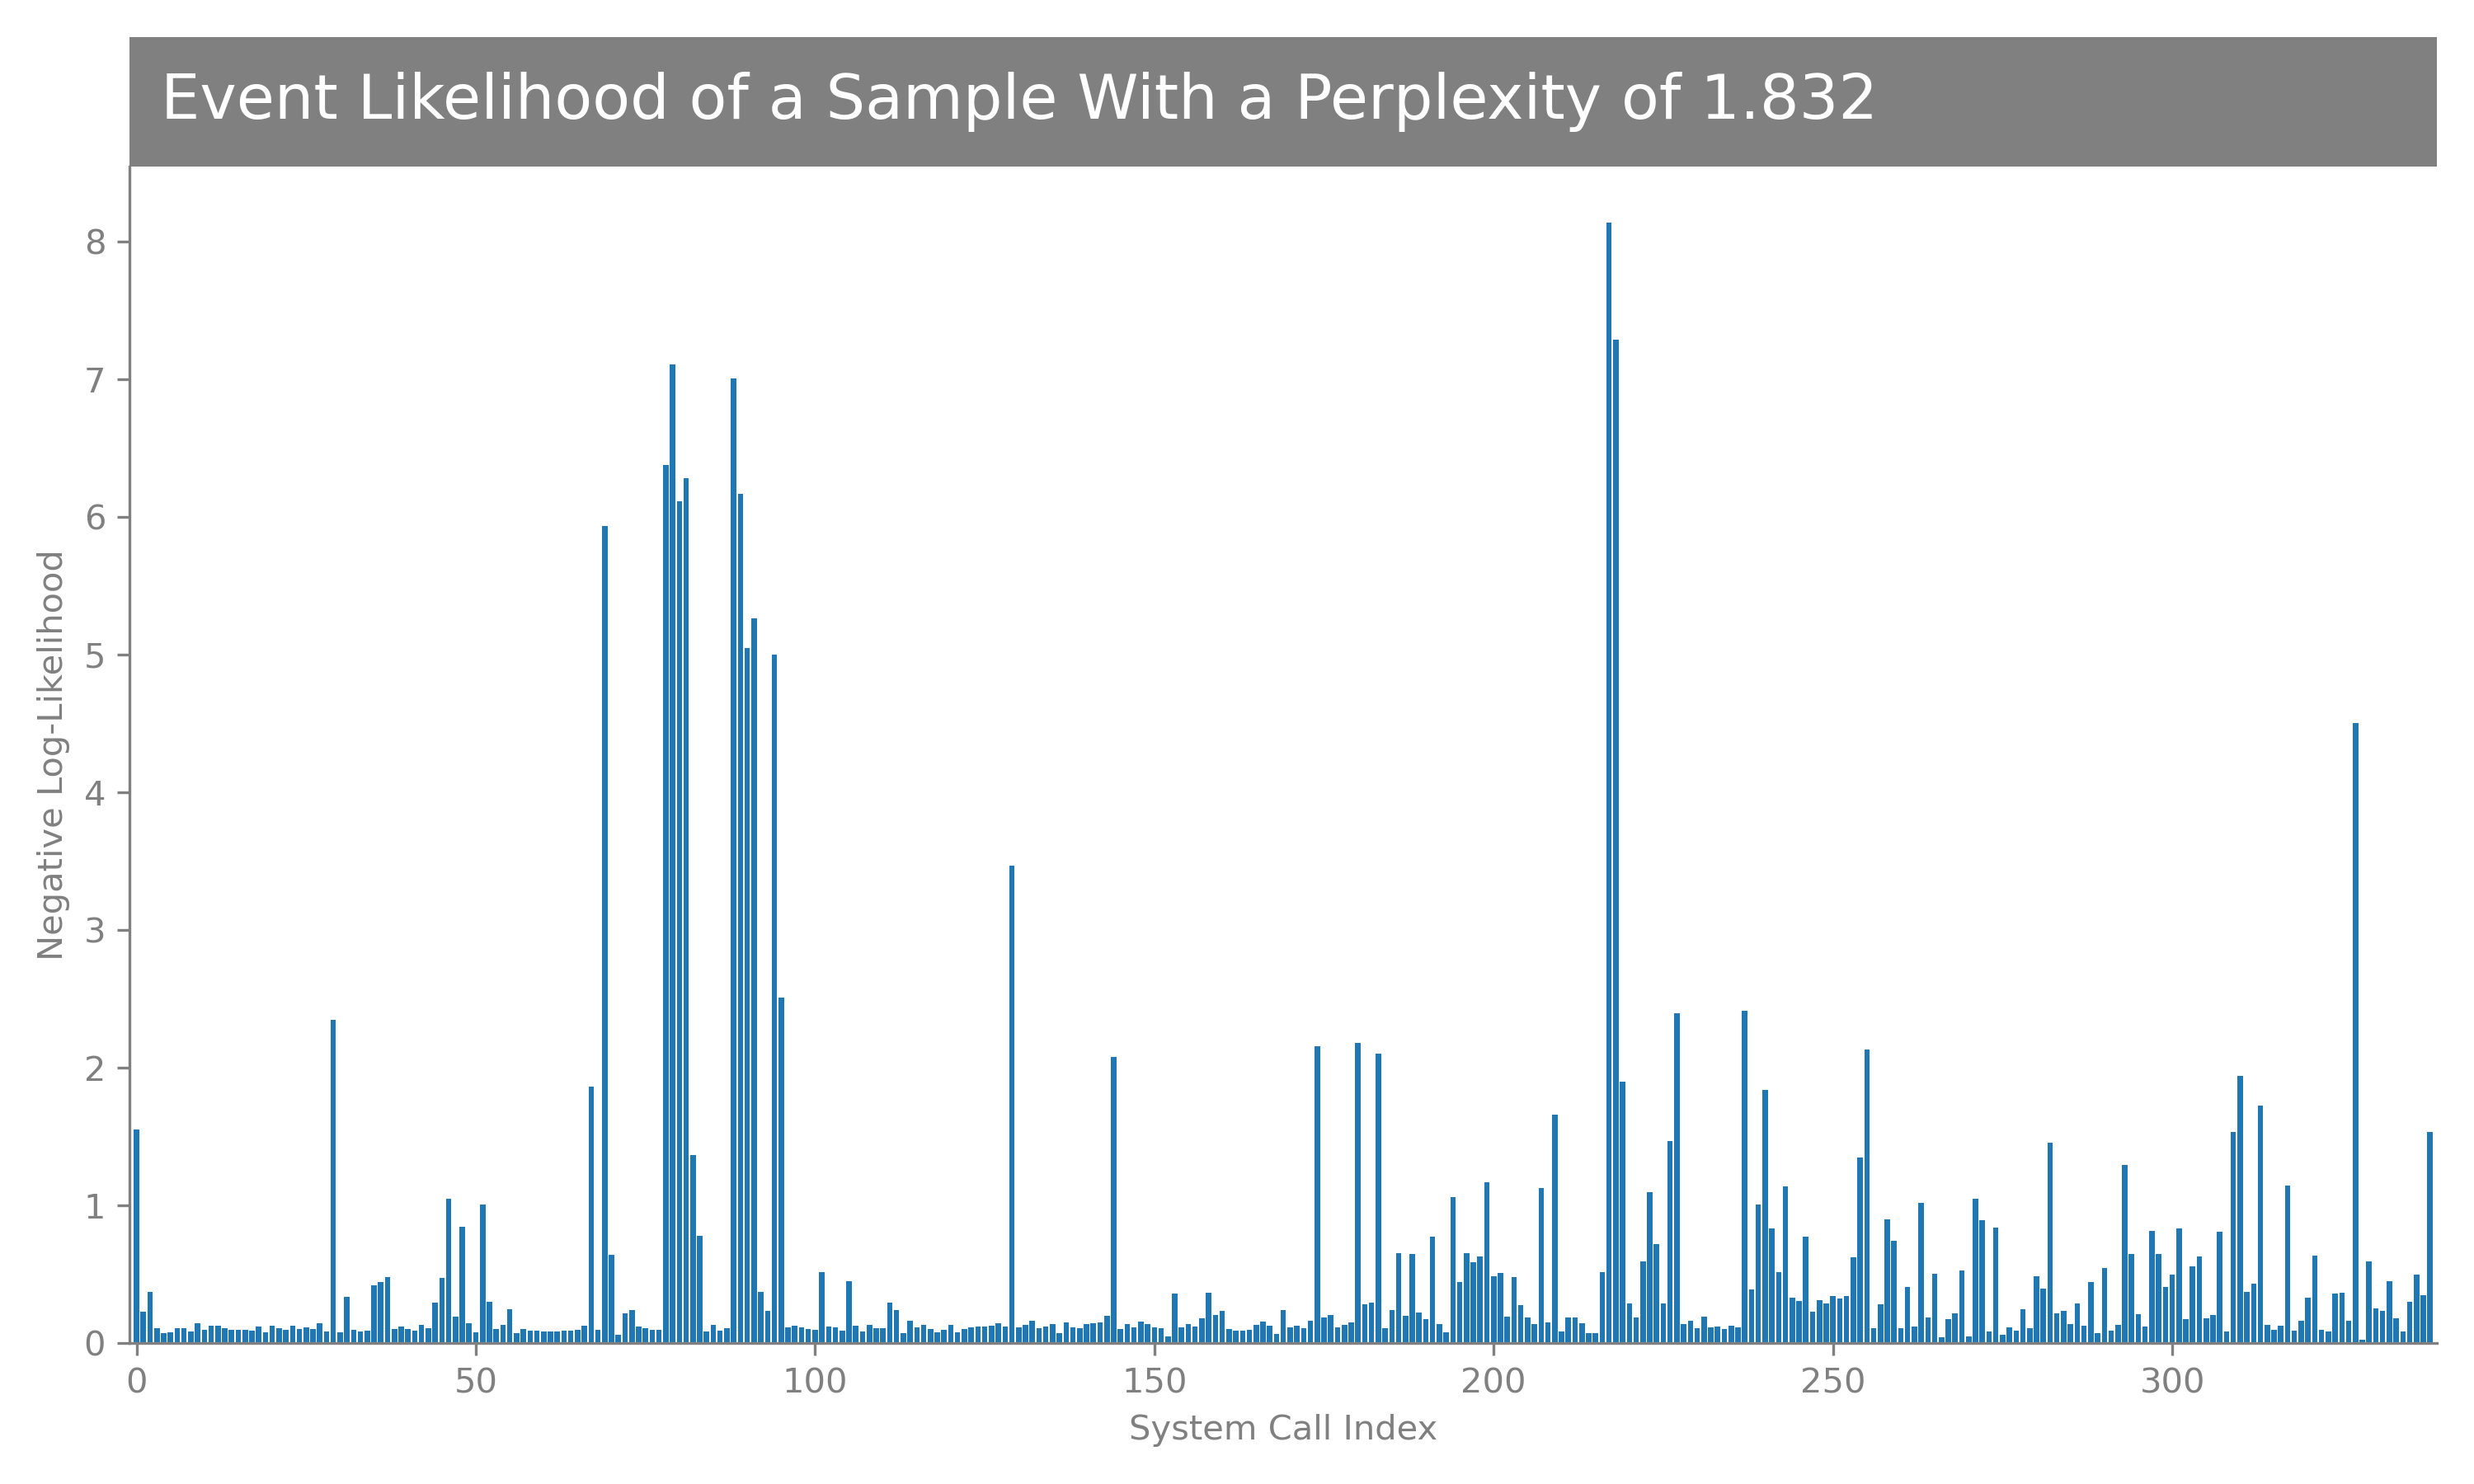 Event Likelihood of a Sample With a Perplexity of 1.832
Negative Log-Likelihood
8
7
6
5
4
3
2
1
0
0 50 100 150 200 250 300
System Call Index